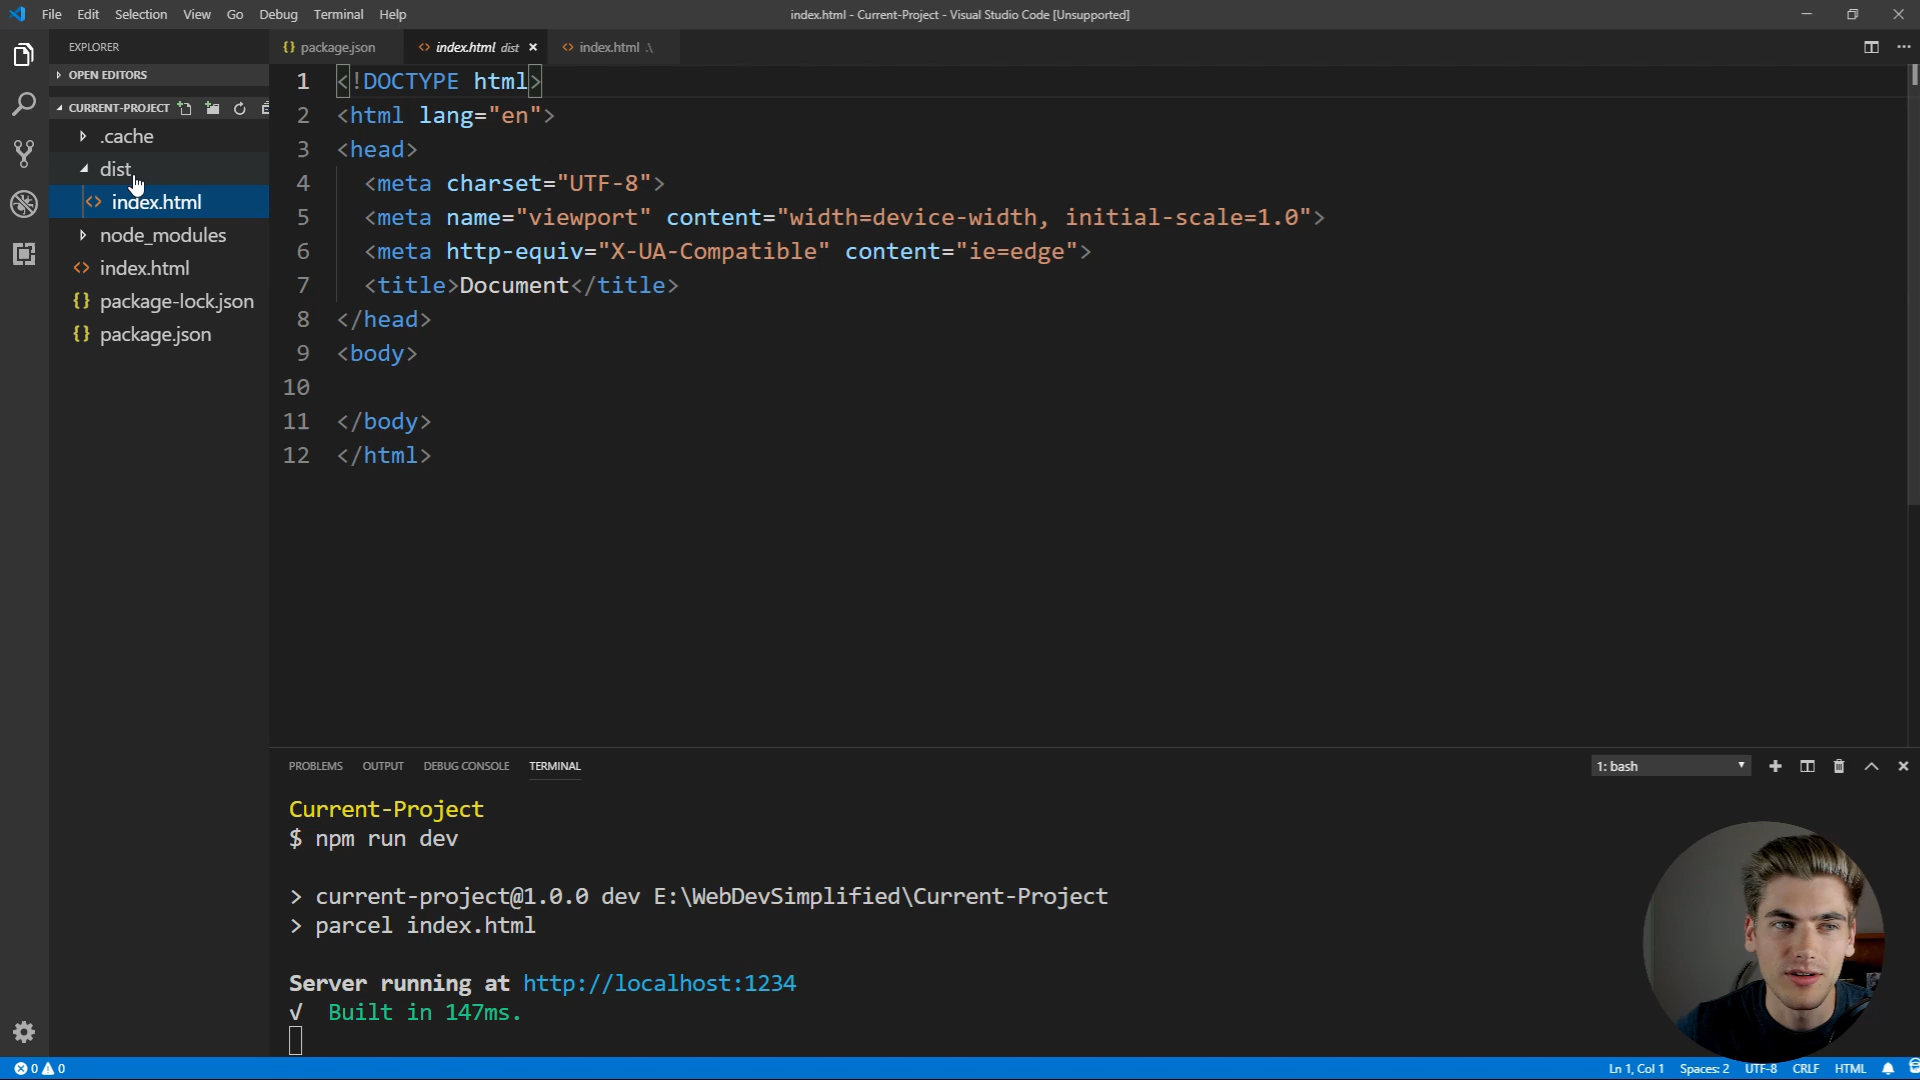 File Edit Selection View Go Debug Terminal Help
index.html - Current-Project - Visual Studio Code [Unsupported]
EXPLORER
OPEN EDITORS
CURRENT-PROJECT
.cache
dist
index.html
node_modules
index.html
package-lock.json
package.json
{} package.json
<> index.html dist ×
<> index.html .\
1 <!DOCTYPE html>
2 <html lang="en">
3 <head>
4 <meta charset="UTF-8">
5 <meta name="viewport" content="width=device-width, initial-scale=1.0">
6 <meta http-equiv="X-UA-Compatible" content="ie=edge">
7 <title>Document</title>
8 </head>
9 <body>
10
11 </body>
12 </html>
PROBLEMS OUTPUT DEBUG CONSOLE TERMINAL
1: bash
Current-Project
$ npm run dev
> current-project@1.0.0 dev E:\WebDevSimplified\Current-Project
> parcel index.html
Server running at http://localhost:1234
√ Built in 147ms.
0 0
Ln 1, Col 1 Spaces: 2 UTF-8 CRLF HTML